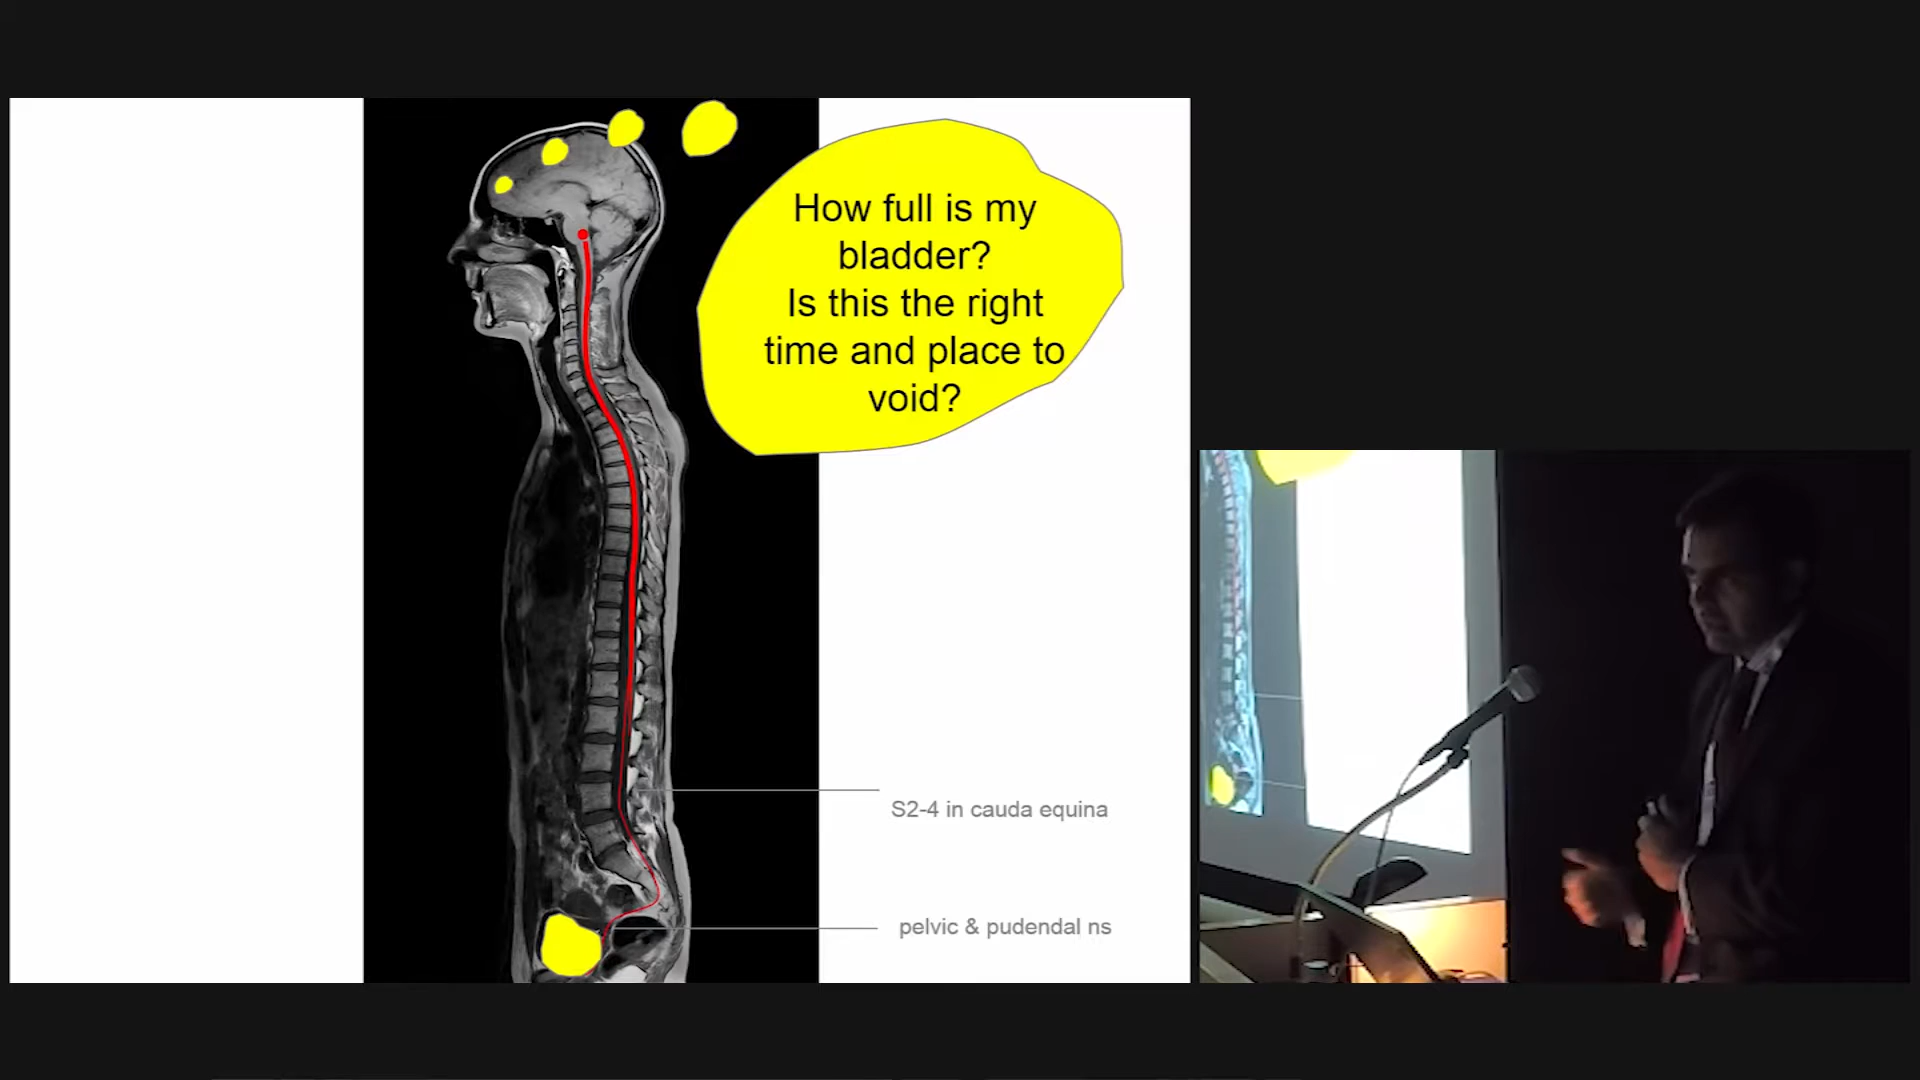 How full is my
bladder?
Is this the right
time and place to
void?
S2-4 in cauda equina
pelvic & pudendal ns